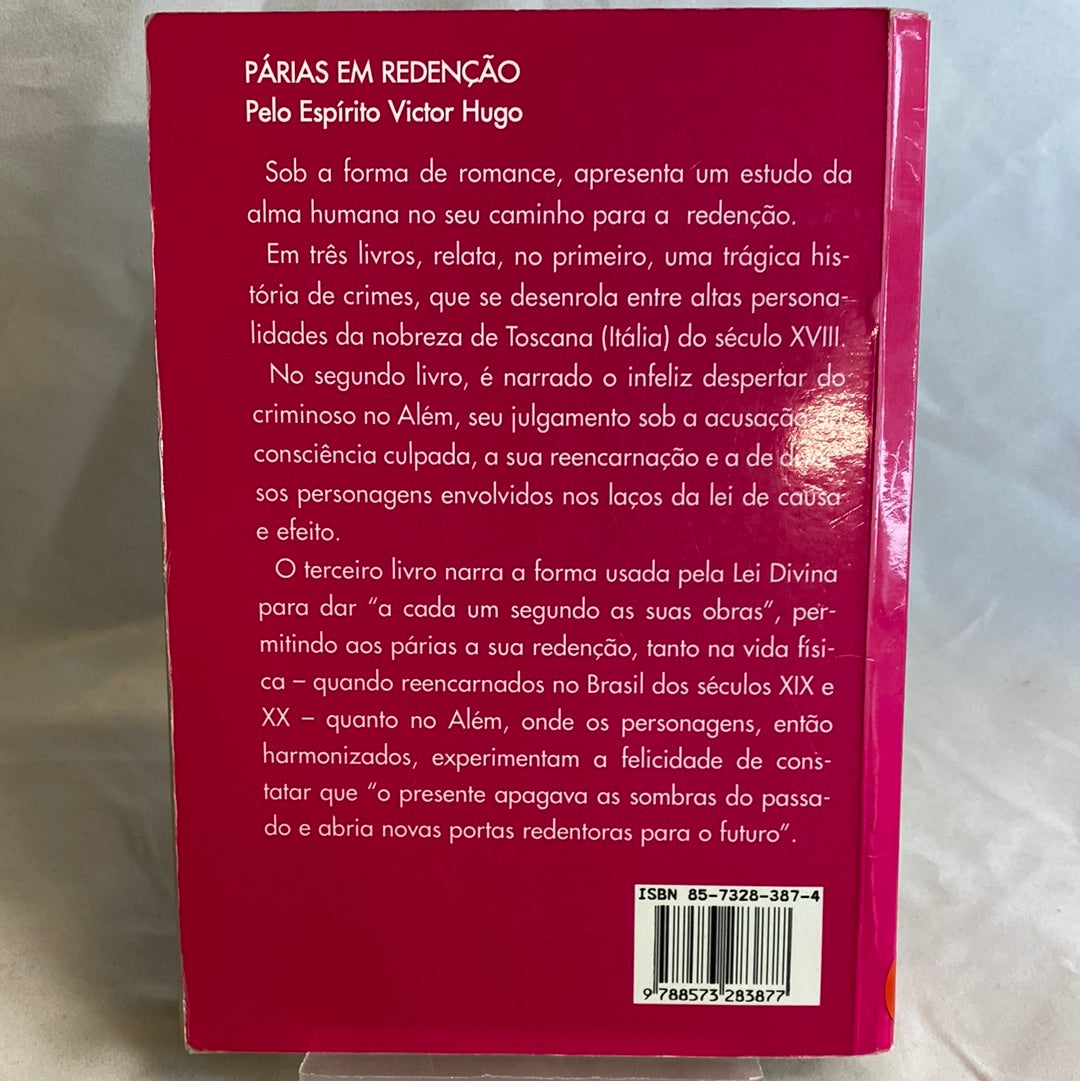 PÁRIAS EM REDENÇÃO
Pelo Espírito Victor Hugo
Sob a forma de romance, apresenta um estudo da
alma humana no seu caminho para a redenção.
Em três livros, relata, no primeiro, uma trágica his-
tória de crimes, que se desenrola entre altas persona-
lidades da nobreza de Toscana (Itália) do século XVIII.
No segundo livro, é narrado o infeliz despertar do
criminoso no Além, seu julgamento sob a acusação
consciência culpada, a sua reencarnação e a de
sos personagens envolvidos nos laços da lei de causa
e efeito.
O terceiro livro narra a forma usada pela Lei Divina
para dar “a cada um segundo as suas obras”, per-
mitindo aos párias a sua redenção, tanto na vida físi-
ca – quando reencarnados no Brasil dos séculos XIX e
XX – quanto no Além, onde os personagens, então
harmonizados, experimentam a felicidade de cons-
tatar que “o presente apagava as sombras do passa-
do e abria novas portas redentoras para o futuro”.
ISBN 85-7328-387-4
9 788573 283877